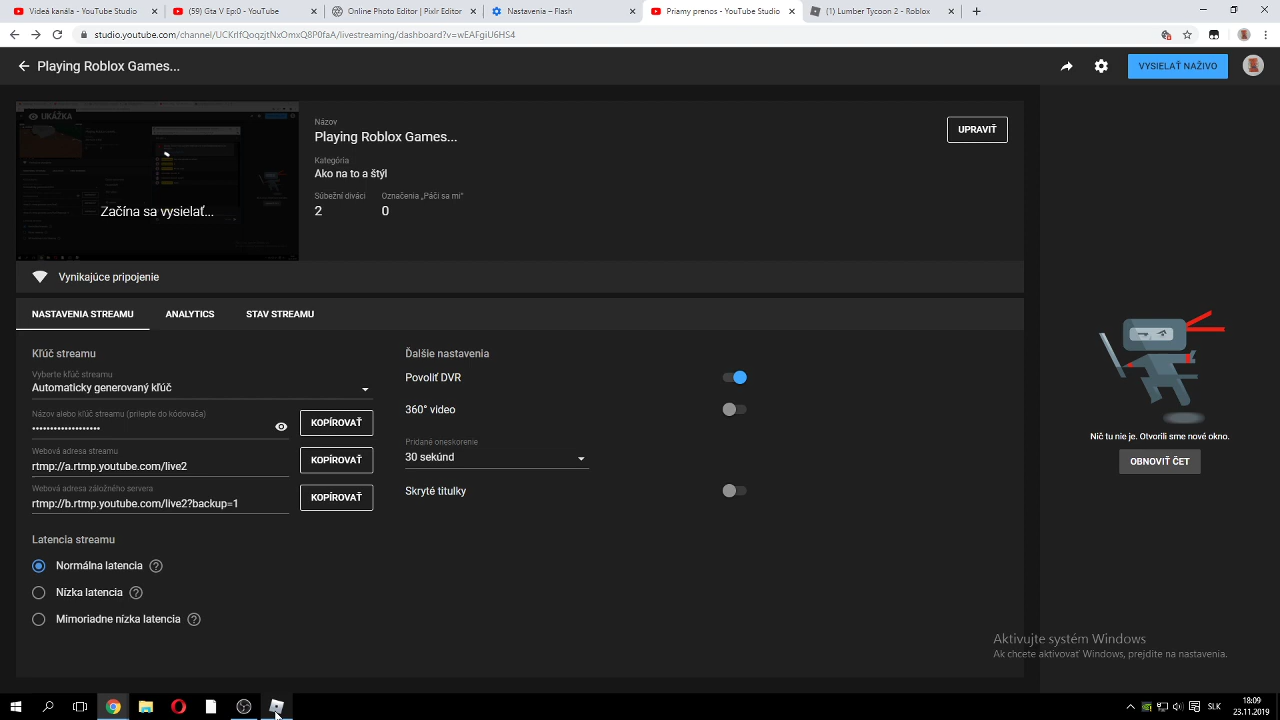 Videá kanála - YouTube Studio
(59) Gta V Ep:0 - YouTube
Online Photo Editor | Pixlr Editor
Nastavenia – Flash
Priamy prenos - YouTube Studio
(1) Lumber Tycoon 2 - Roblox
studio.youtube.com/channel/UCKrIfQoqzjtNxOmxQ8P0faA/livestreaming/dashboard?v=wEAFgiU6HS4
Playing Roblox Games...
VYSIELAŤ NAŽIVO
UKÁŽKA
Začína sa vysielať...
Názov
Playing Roblox Games...
UPRAVIŤ
Kategória
Ako na to a štýl
Súbežní diváci
Označenia „Páči sa mi“
2
0
Vynikajúce pripojenie
NASTAVENIA STREAMU
ANALYTICS
STAV STREAMU
Kľúč streamu
Vyberte kľúč streamu
Automaticky generovaný kľúč
Názov alebo kľúč streamu (prilepte do kódovača)
••••••••••••••••••
KOPÍROVAŤ
Webová adresa streamu
rtmp://a.rtmp.youtube.com/live2
KOPÍROVAŤ
Webová adresa záložného servera
rtmp://b.rtmp.youtube.com/live2?backup=1
KOPÍROVAŤ
Latencia streamu
Normálna latencia
Nízka latencia
Mimoriadne nízka latencia
Ďalšie nastavenia
Povoliť DVR
360° video
Pridané oneskorenie
30 sekúnd
Skryté titulky
Nič tu nie je. Otvorili sme nové okno.
OBNOVIŤ ČET
Aktivujte systém Windows
Ak chcete aktivovať Windows, prejdite na nastavenia.
SLK
18:09
23.11.2019